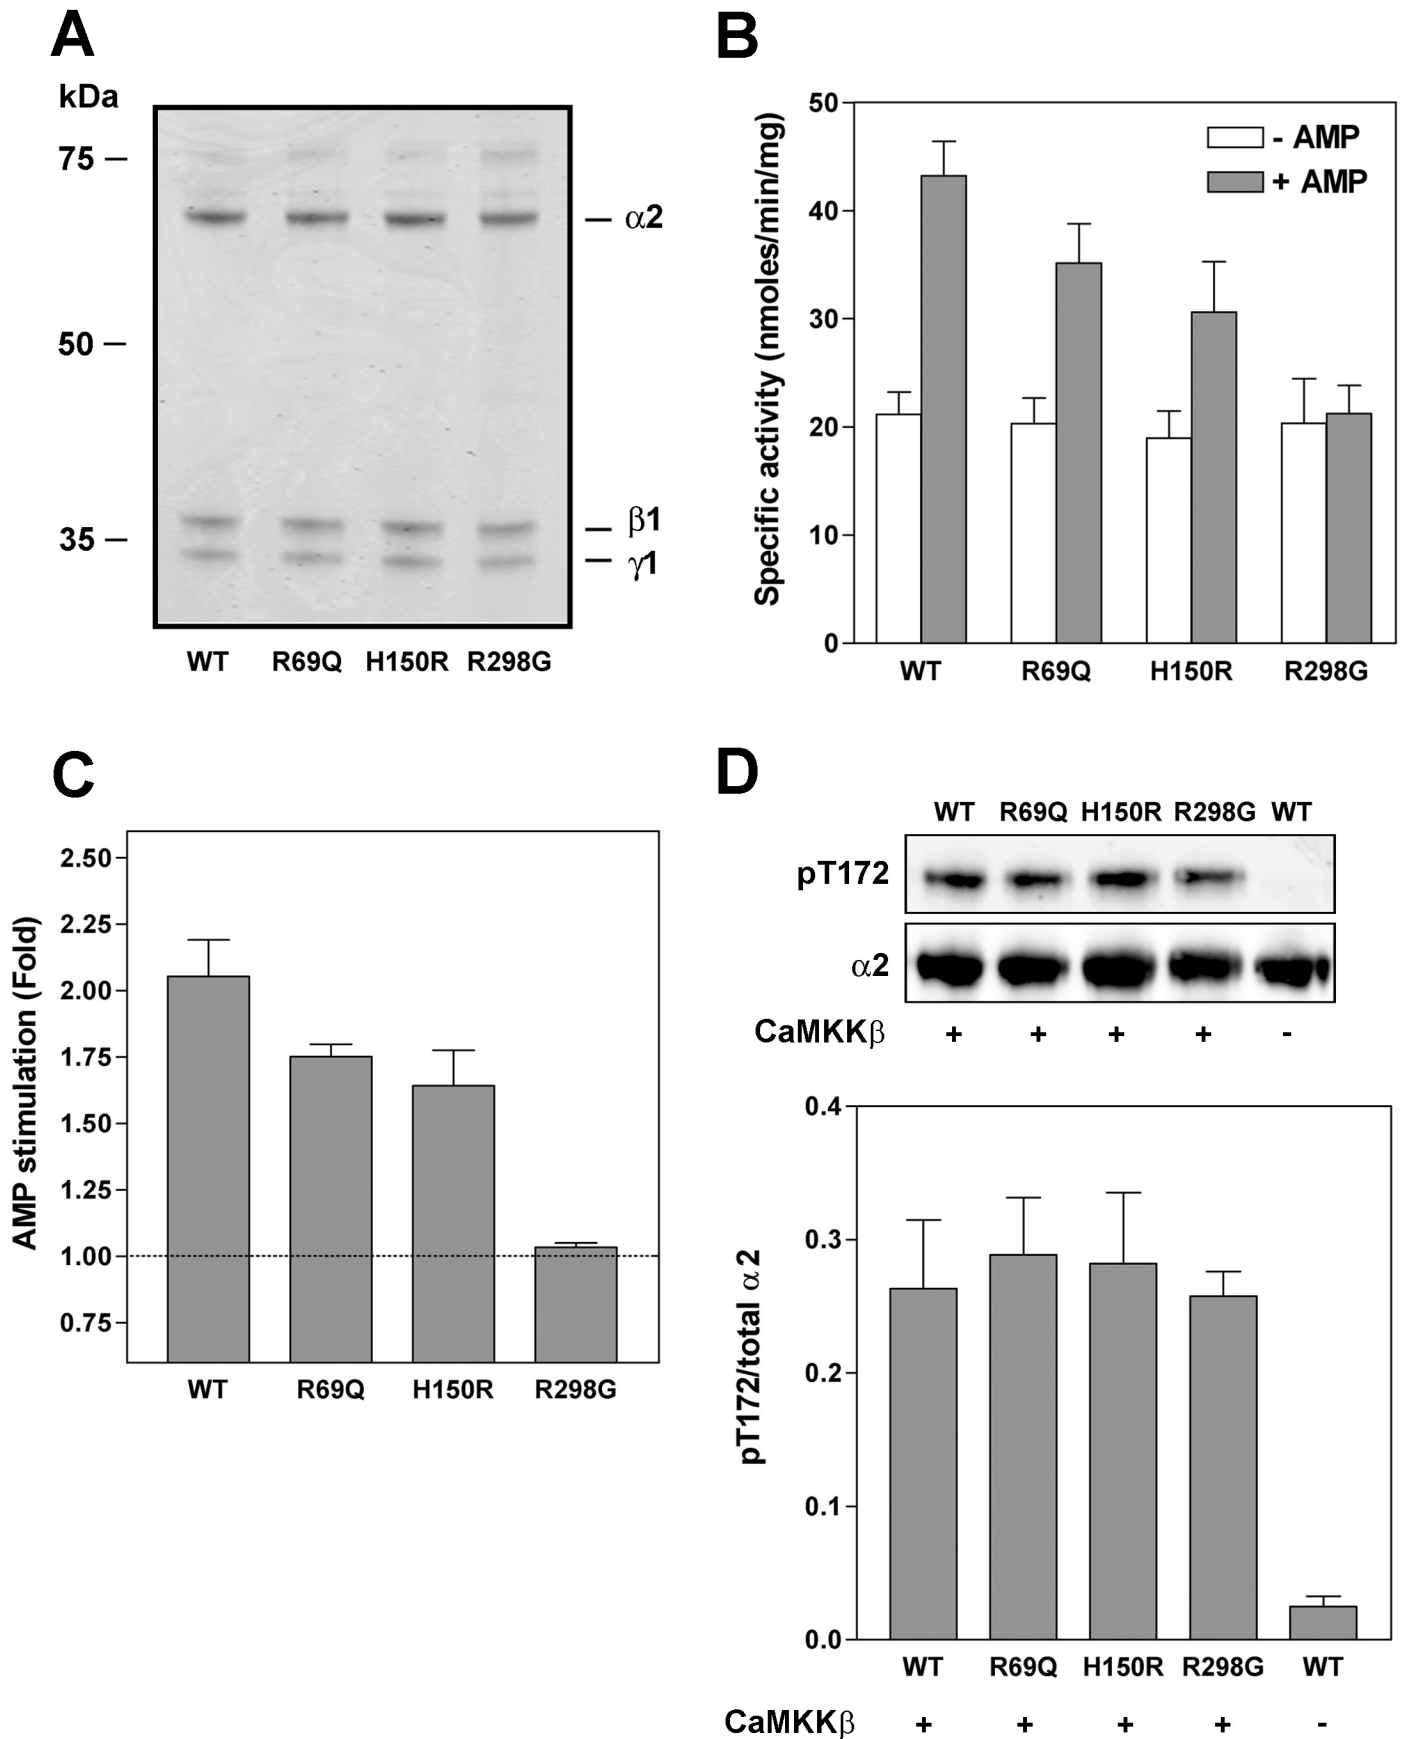 A
kDa
75
50
35
α2
β1
γ1
WT R69Q H150R R298G
B
Specific activity (nmoles/min/mg)
50
40
30
20
10
0
- AMP
+ AMP
WT R69Q H150R R298G
C
AMP stimulation (Fold)
2.50
2.25
2.00
1.75
1.50
1.25
1.00
0.75
WT R69Q H150R R298G
D
WT R69Q H150R R298G WT
pT172
α2
CaMKKβ + + + + -
pT172/total α2
0.4
0.3
0.2
0.1
0.0
WT R69Q H150R R298G WT
CaMKKβ + + + + -